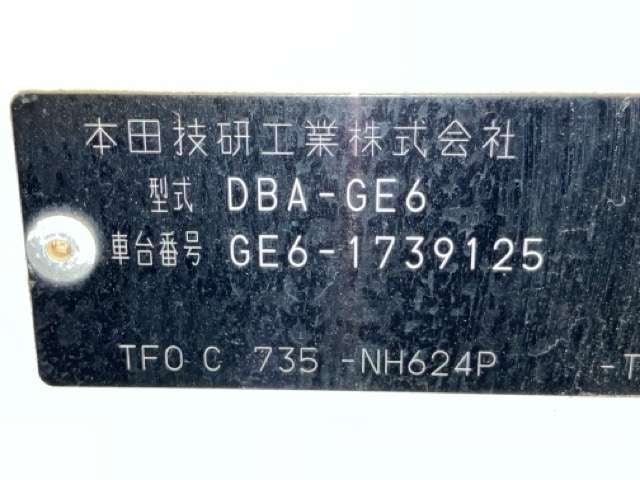 本田技研工業株式会社
型式 DBA-GE6
車台番号 GE6-1739125
TF0 C 735 -NH624P -T